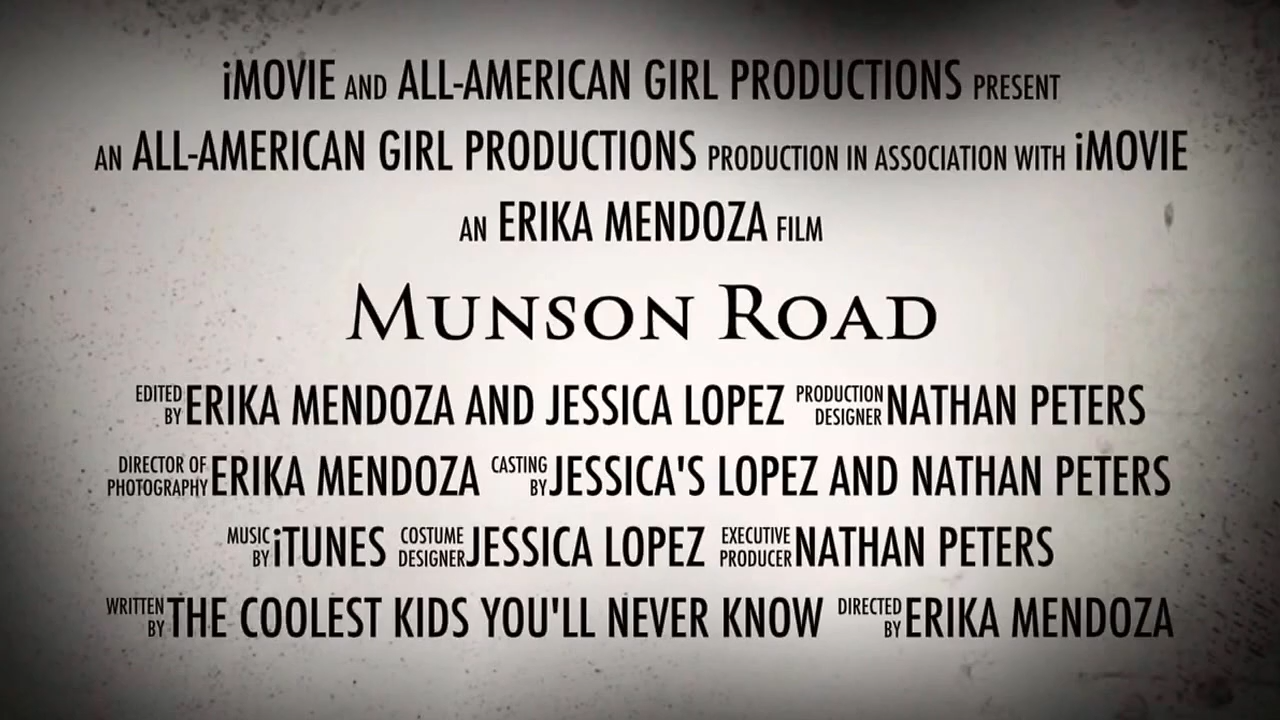 iMOVIE AND ALL-AMERICAN GIRL PRODUCTIONS PRESENT
AN ALL-AMERICAN GIRL PRODUCTIONS PRODUCTION IN ASSOCIATION WITH iMOVIE
AN ERIKA MENDOZA FILM
MUNSON ROAD
EDITED BY ERIKA MENDOZA AND JESSICA LOPEZ PRODUCTION DESIGNER NATHAN PETERS
DIRECTOR OF PHOTOGRAPHY ERIKA MENDOZA CASTING BY JESSICA'S LOPEZ AND NATHAN PETERS
MUSIC BY iTUNES COSTUME DESIGNER JESSICA LOPEZ EXECUTIVE PRODUCER NATHAN PETERS
WRITTEN BY THE COOLEST KIDS YOU'LL NEVER KNOW DIRECTED BY ERIKA MENDOZA